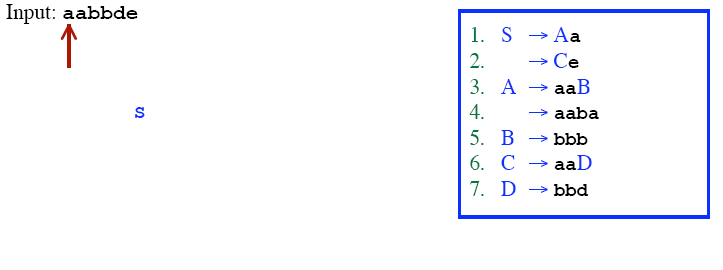 Input: aabbde
S
1. S → Aa
2. → Ce
3. A → aaB
4. → aaba
5. B → bbb
6. C → aaD
7. D → bbd